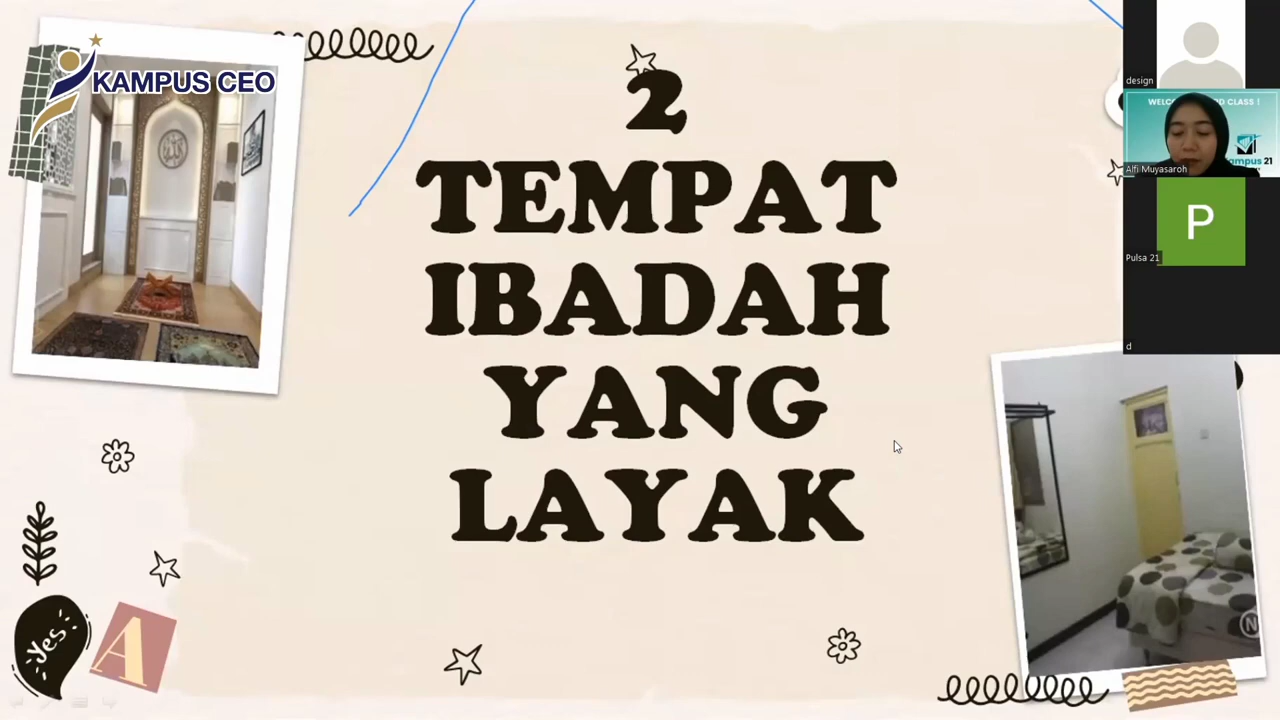 KAMPUS CEO
2
TEMPAT
IBADAH
YANG
LAYAK
design
Alfi Muyasaroh
P
Pulsa 21
d
yes
A
N